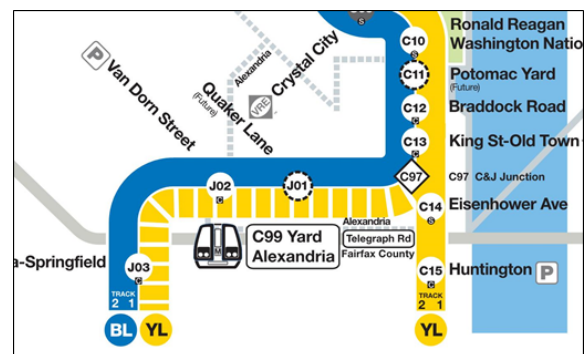 C10
S
Ronald Reagan
Washington Natio
C11
Potomac Yard
(Future)
C12
C
Braddock Road
C13
C
King St-Old Town
C97
C97 C&J Junction
C14
S
Eisenhower Ave
C15
C
Huntington
P
P
Van Dorn Street
Quaker Lane
(Future)
Alexandria
VRE
Crystal City
J02
C
J01
C99 Yard
Alexandria
M
Alexandria
Telegraph Rd
Fairfax County
a-Springfield
J03
C
TRACK
2 1
TRACK
2 1
BL
YL
YL